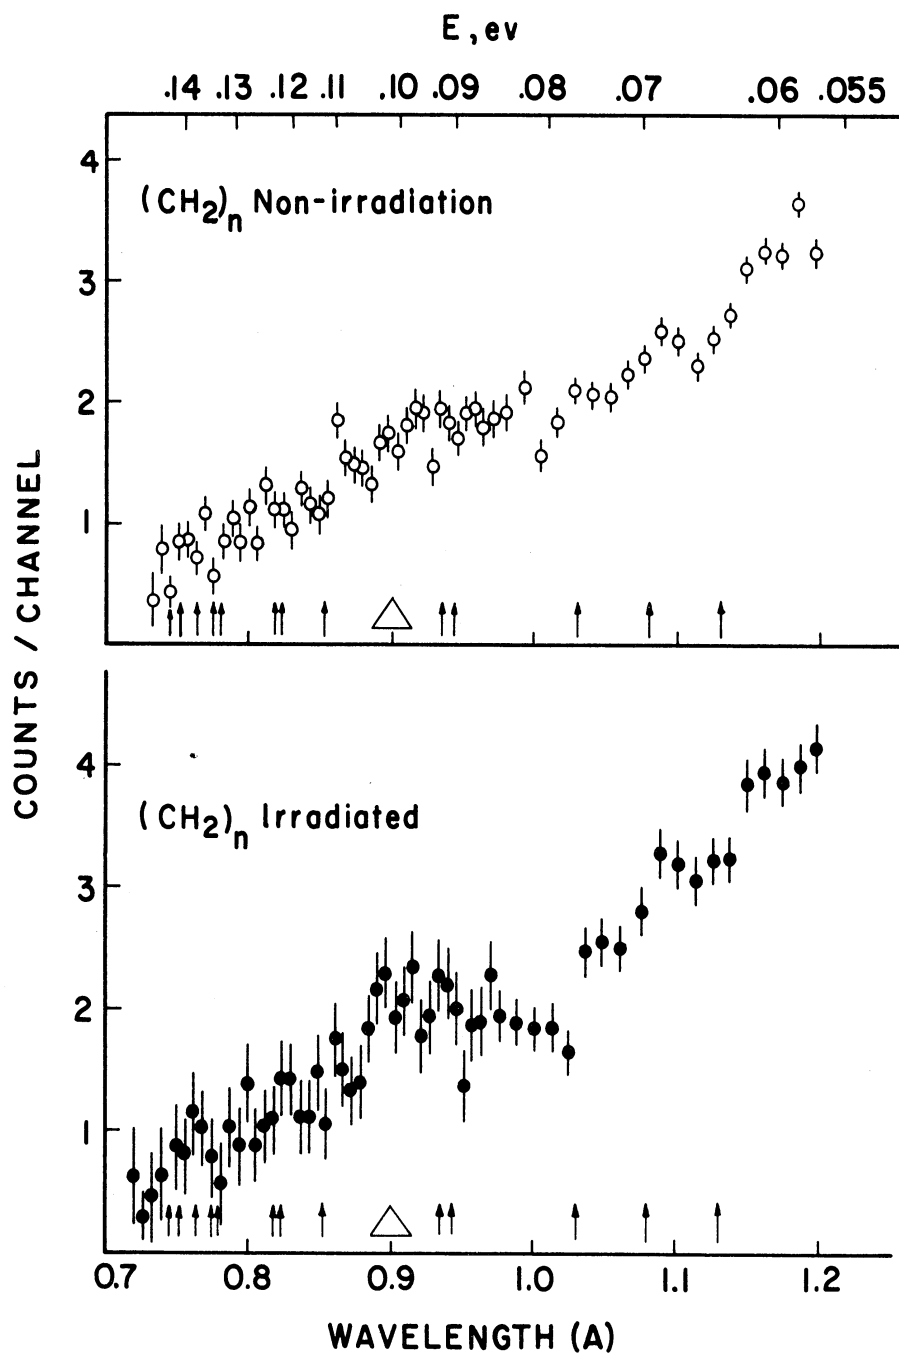 E, ev
.14 .13 .12 .11 .10 .09 .08 .07 .06 .055
4
(CH2)n Non-irradiation
3
2
1
COUNTS / CHANNEL
4
(CH2)n Irradiated
3
2
1
0.7 0.8 0.9 1.0 1.1 1.2
WAVELENGTH (A)